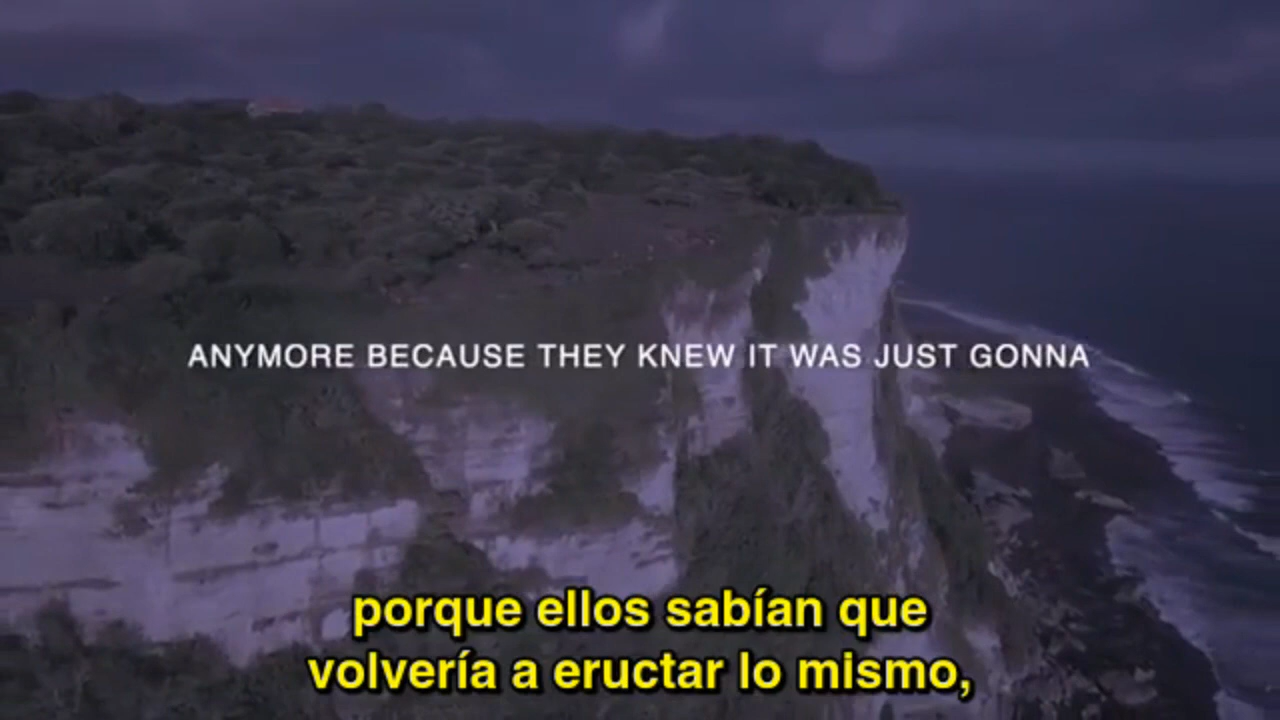 ANYMORE BECAUSE THEY KNEW IT WAS JUST GONNA
porque ellos sabían que
volvería a eructar lo mismo,